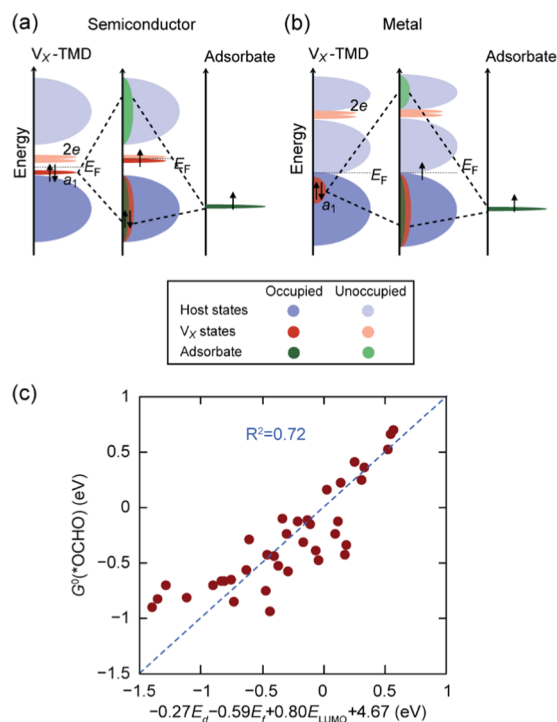 (a) Semiconductor
V_X-TMD
Adsorbate
Energy
2e
E_F
a₁
E_F
(b) Metal
V_X-TMD
Adsorbate
Energy
2e
E_F
a₁
E_F
Occupied Unoccupied
Host states
V_X states
Adsorbate
(c)
R²=0.72
G⁰(*OCHO) (eV)
1
0.5
0
−0.5
−1
−1.5
−1.5 −1 −0.5 0 0.5 1
−0.27E_d−0.59E_f+0.80E_LUMO+4.67 (eV)